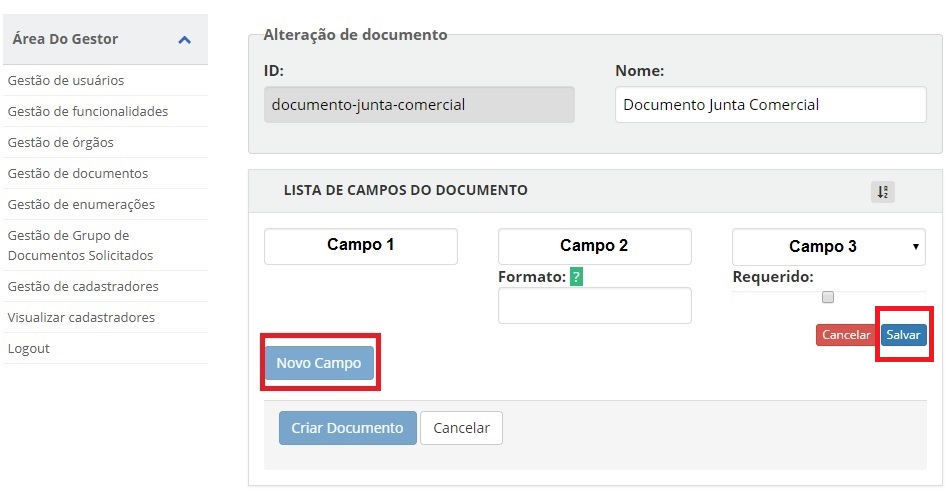 Área Do Gestor
Gestão de usuários
Gestão de funcionalidades
Gestão de órgãos
Gestão de documentos
Gestão de enumerações
Gestão de Grupo de
Documentos Solicitados
Gestão de cadastradores
Visualizar cadastradores
Logout
Alteração de documento
ID: Nome:
documento-junta-comercial Documento Junta Comercial
LISTA DE CAMPOS DO DOCUMENTO
Campo 1 Campo 2 Campo 3
Formato: ? Requerido:
Cancelar Salvar
Novo Campo
Criar Documento Cancelar